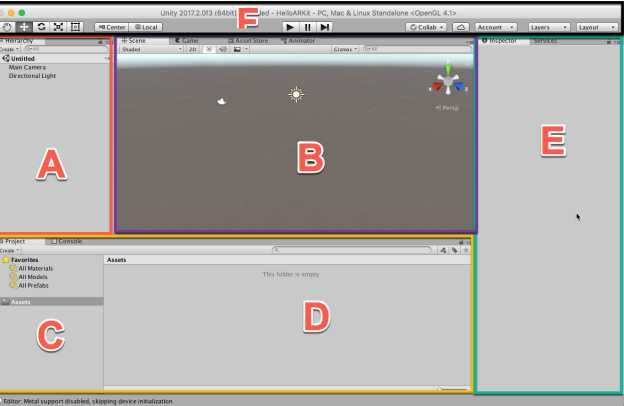 Unity 2017.2.0f3 (64bit) F led - HelloARKit - PC, Mac & Linux Standalone <OpenGL 4.1>
Center Local Collab Account Layers Layout
Hierarchy Scene Game Asset Store Animator Inspector Services
Create All Shaded 2D Gizmos All
Untitled
Main Camera
Directional Light
Persp
A
B
E
Project Console
Create
Favorites Assets
All Materials This folder is empty
All Models
All Prefabs
Assets
C
D
Editor: Metal support disabled, skipping device initialization